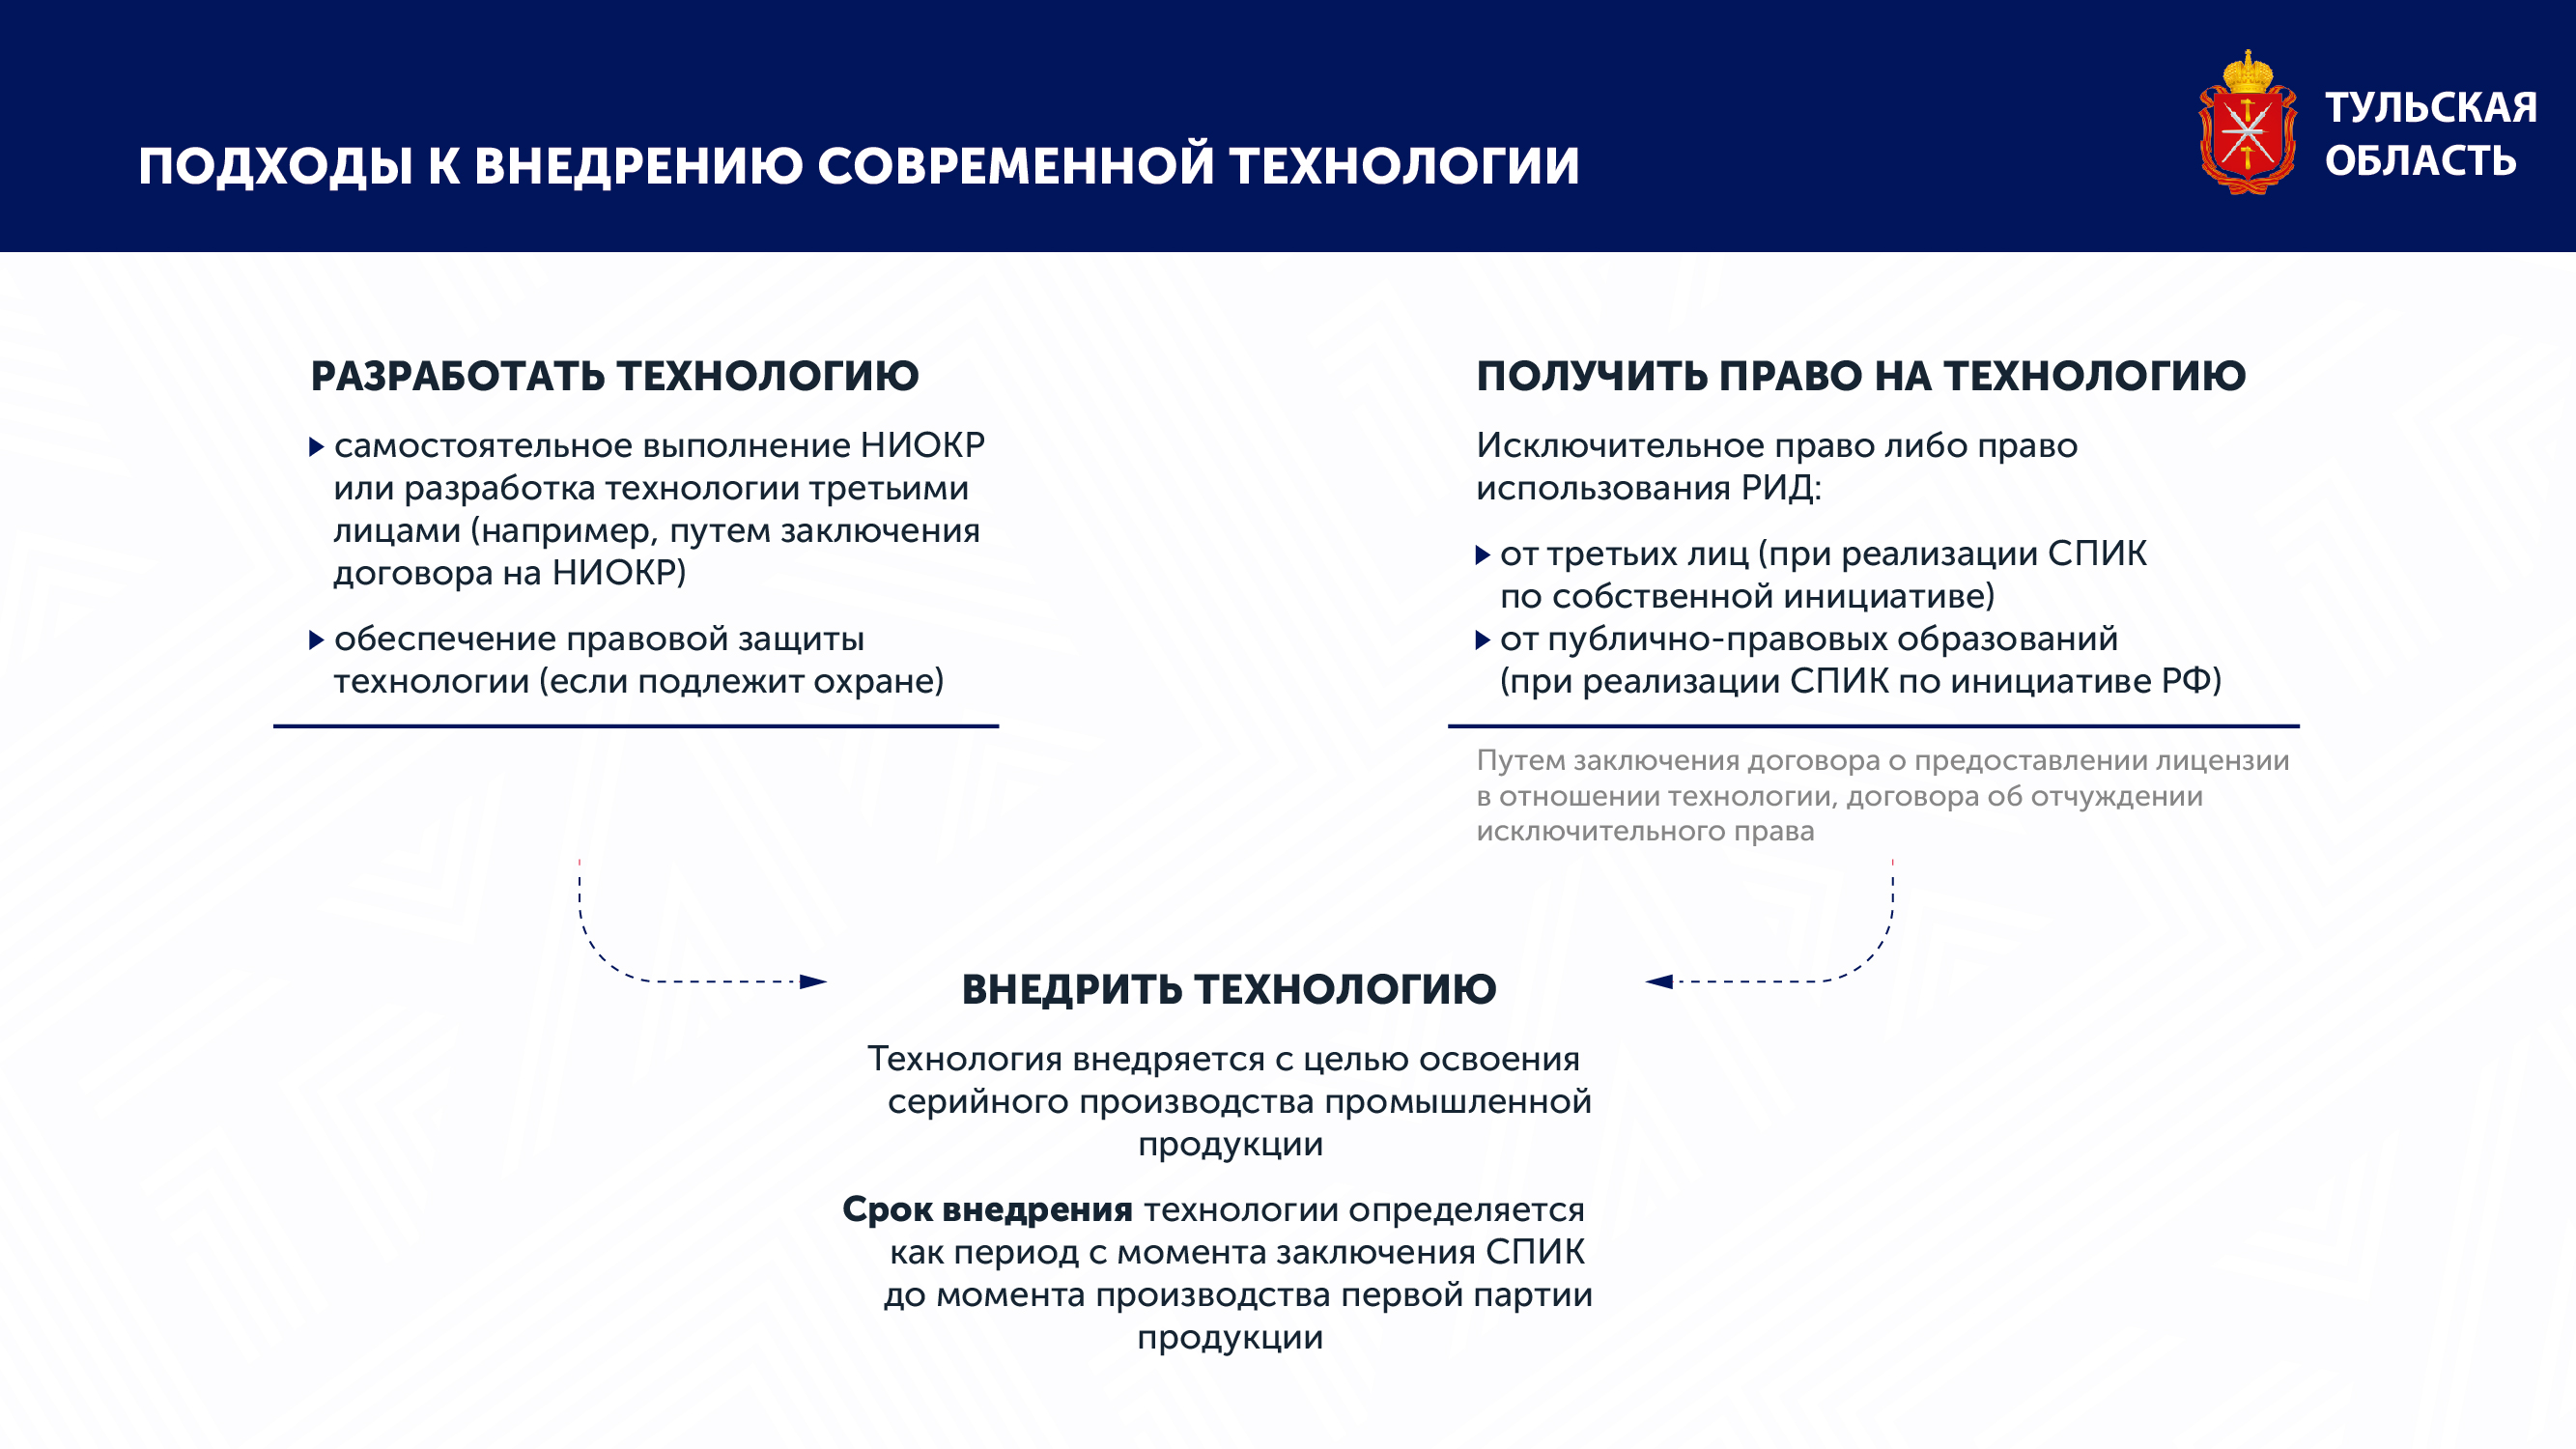 ПОДХОДЫ К ВНЕДРЕНИЮ СОВРЕМЕННОЙ ТЕХНОЛОГИИ
ТУЛЬСКАЯ
ОБЛАСТЬ
РАЗРАБОТАТЬ ТЕХНОЛОГИЮ
самостоятельное выполнение НИОКР
или разработка технологии третьими
лицами (например, путем заключения
договора на НИОКР)
обеспечение правовой защиты
технологии (если подлежит охране)
ПОЛУЧИТЬ ПРАВО НА ТЕХНОЛОГИЮ
Исключительное право либо право
использования РИД:
от третьих лиц (при реализации СПИК
по собственной инициативе)
от публично-правовых образований
(при реализации СПИК по инициативе РФ)
Путем заключения договора о предоставлении лицензии
в отношении технологии, договора об отчуждении
исключительного права
ВНЕДРИТЬ ТЕХНОЛОГИЮ
Технология внедряется с целью освоения
серийного производства промышленной
продукции
Срок внедрения технологии определяется
как период с момента заключения СПИК
до момента производства первой партии
продукции